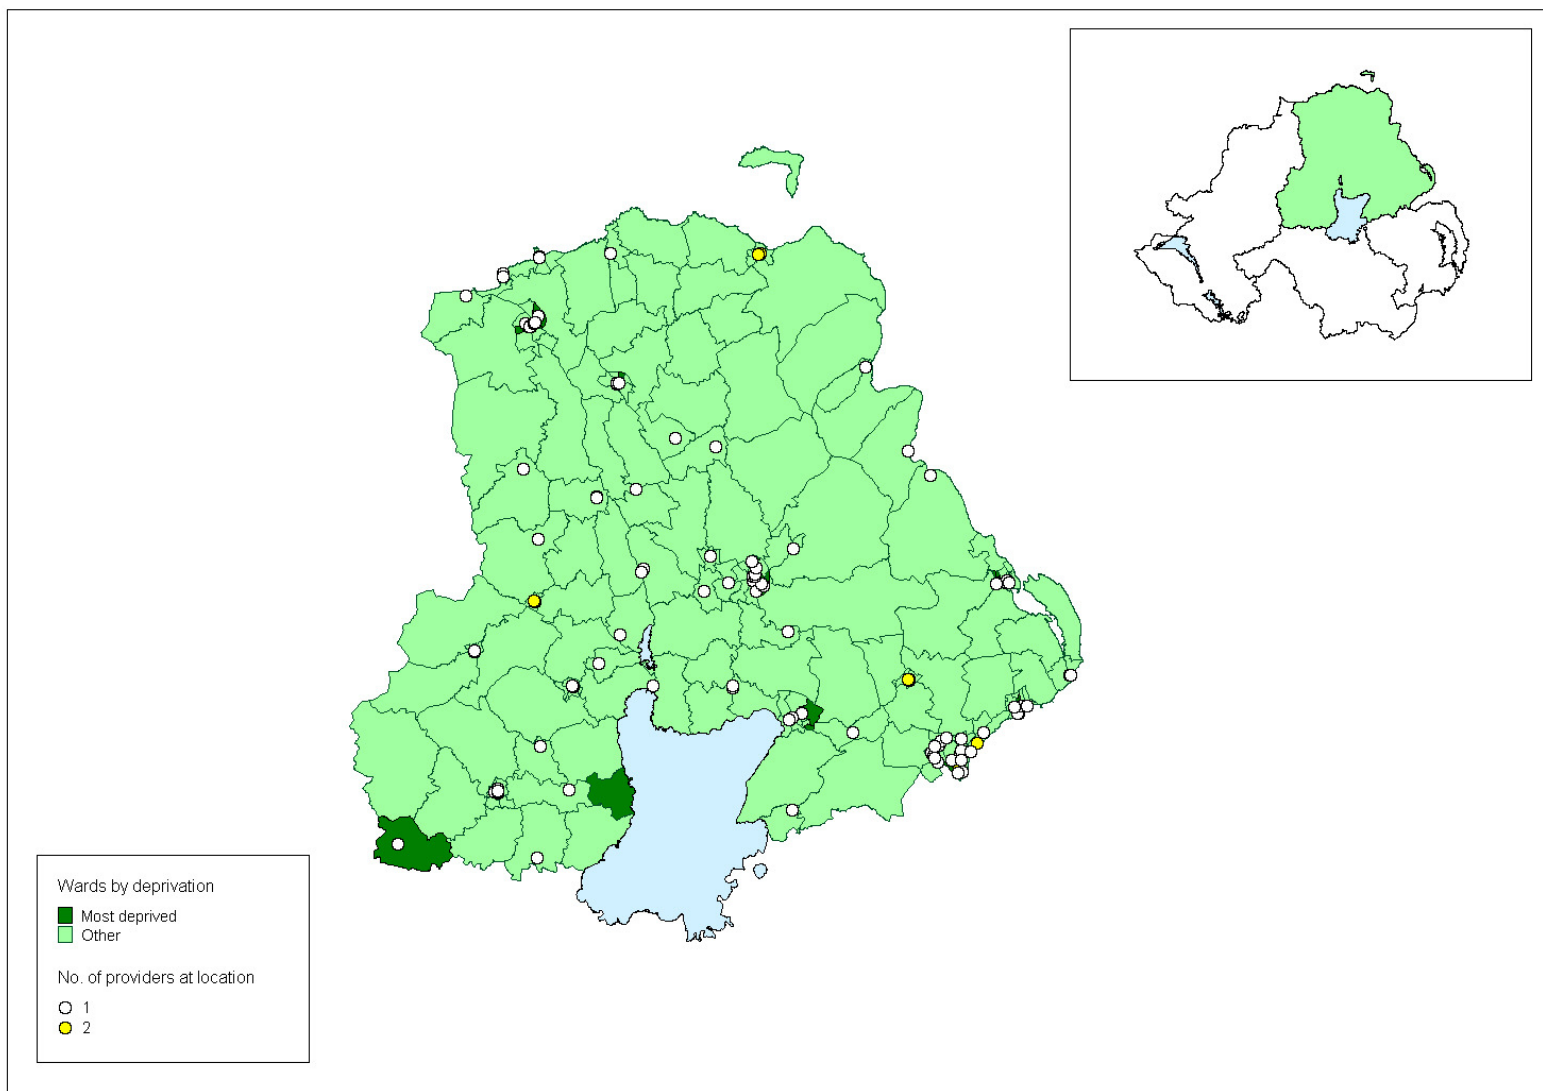 Wards by deprivation
Most deprived
Other
No. of providers at location
1
2